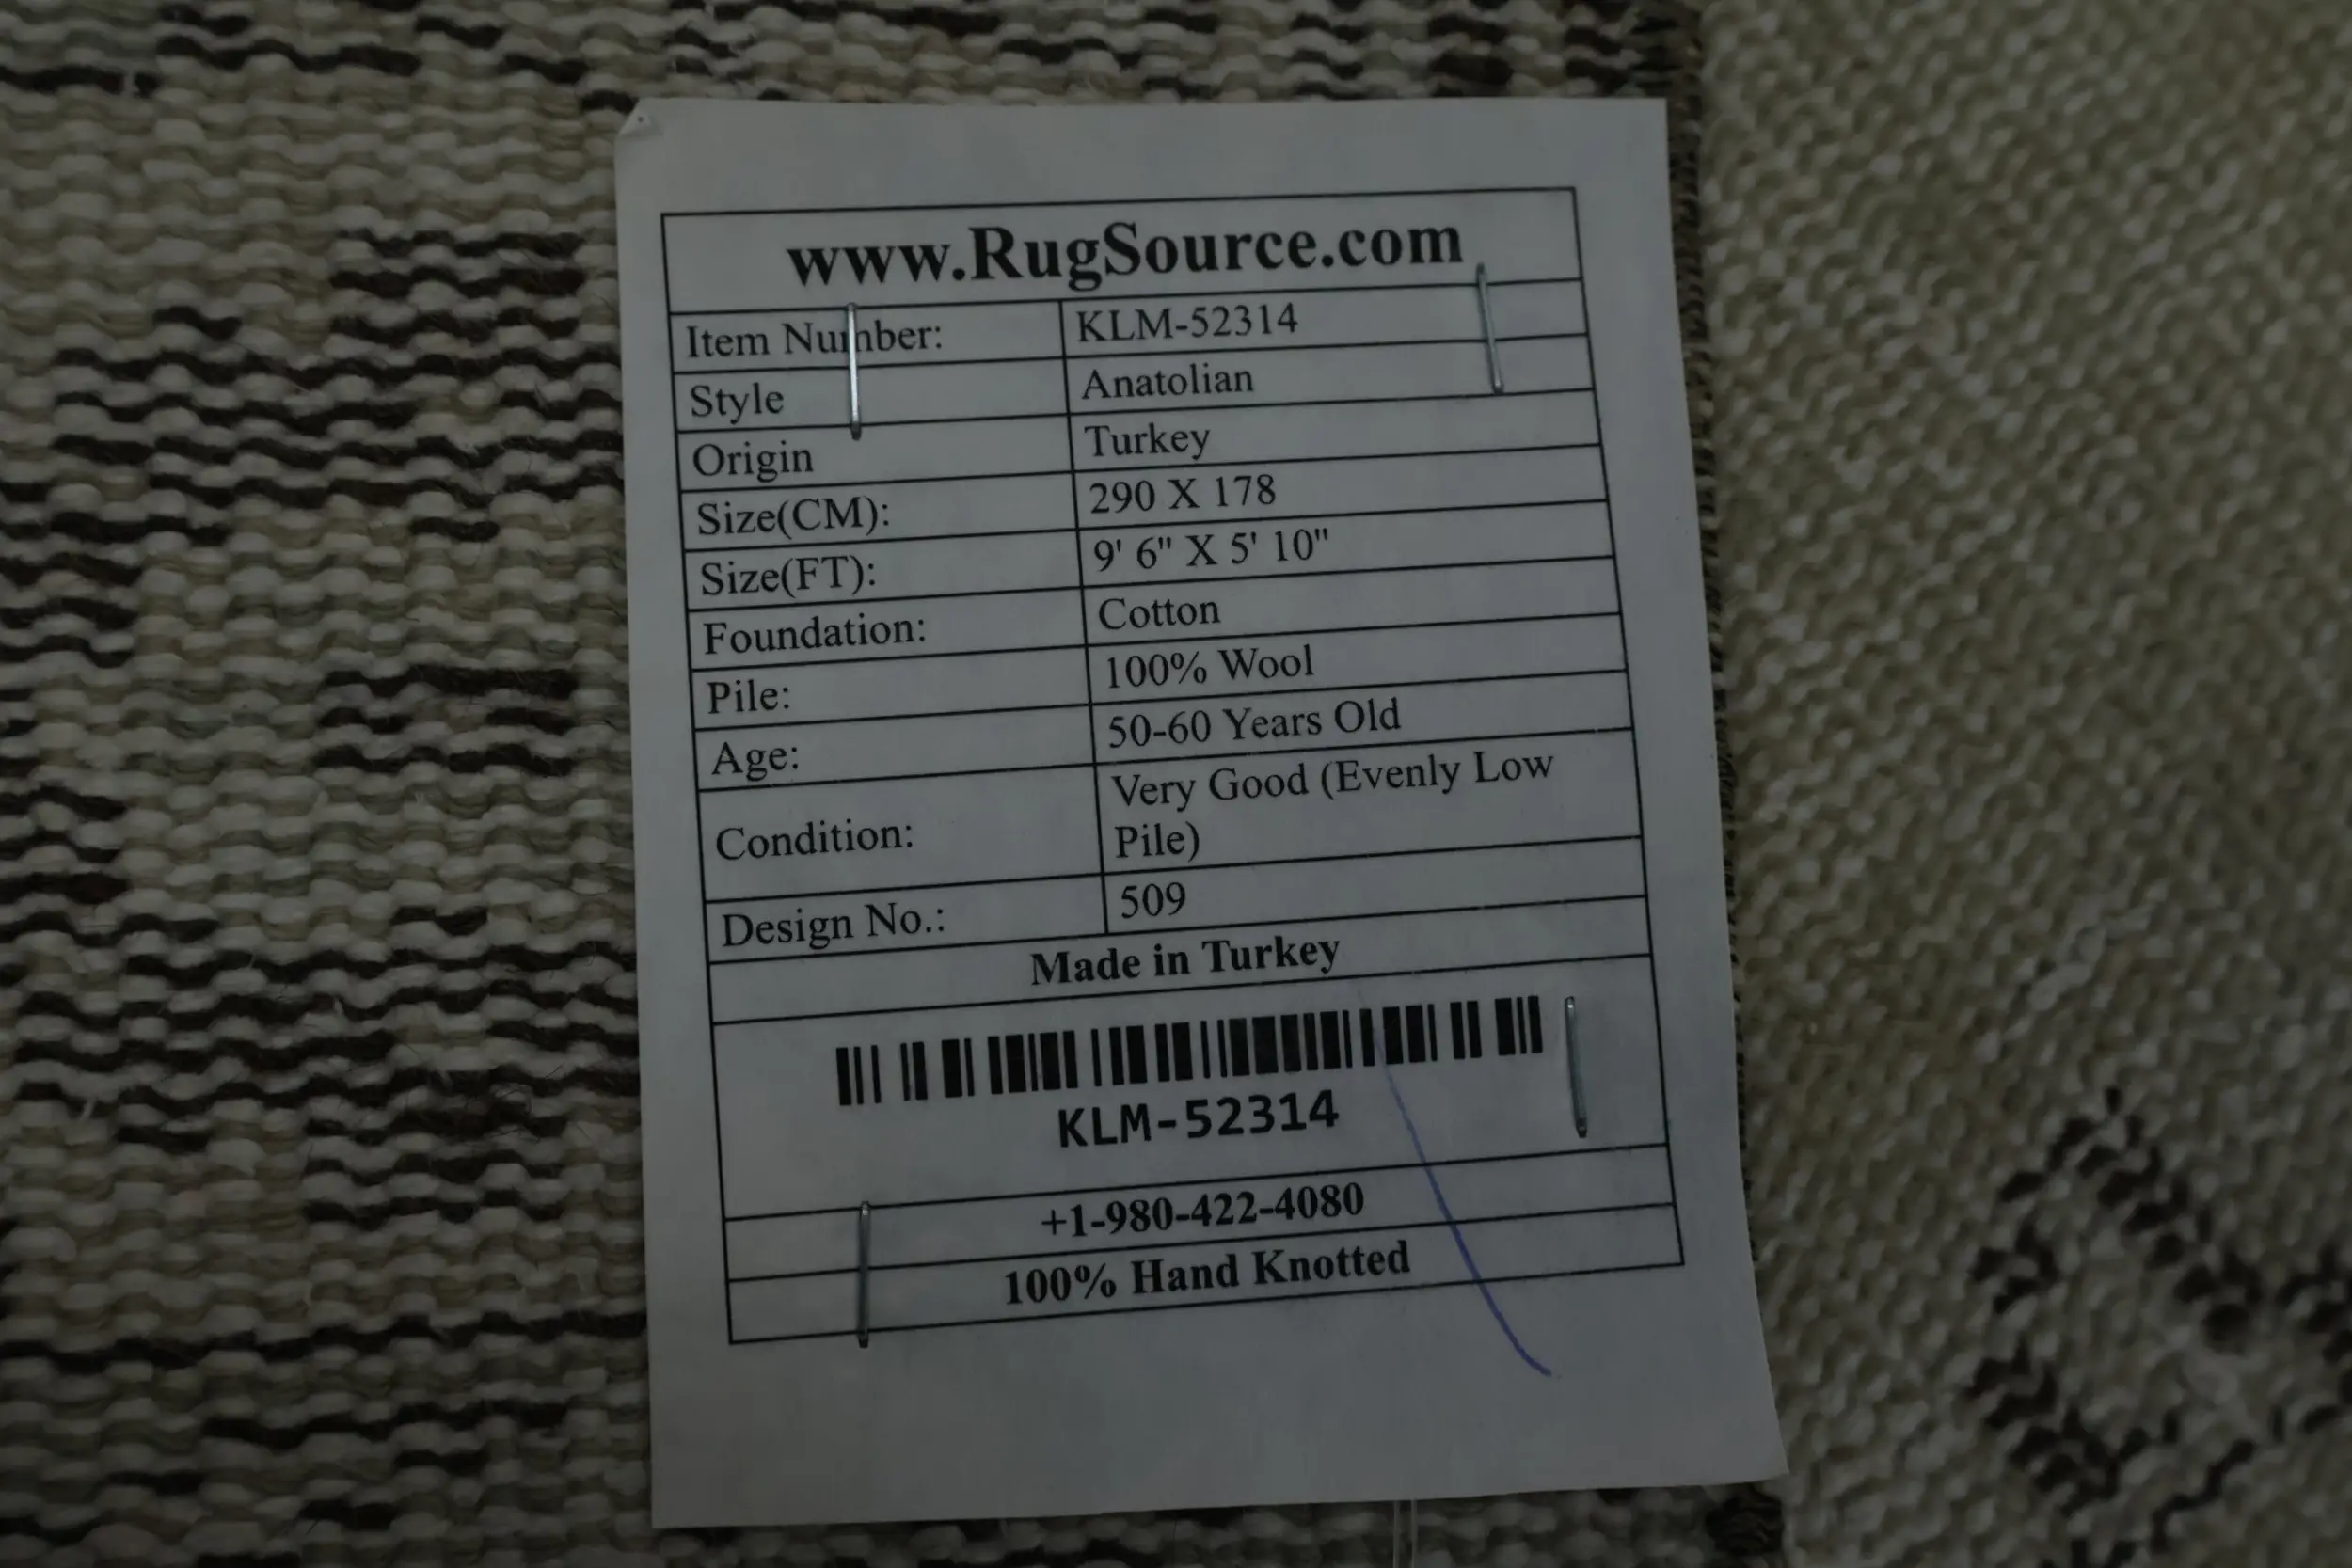 www.RugSource.com
Item Number: KLM-52314
Style Anatolian
Origin Turkey
Size(CM): 290 X 178
Size(FT): 9' 6" X 5' 10"
Foundation: Cotton
Pile: 100% Wool
Age: 50-60 Years Old
Condition: Very Good (Evenly Low
Pile)
Design No.: 509
Made in Turkey
KLM-52314
+1-980-422-4080
100% Hand Knotted